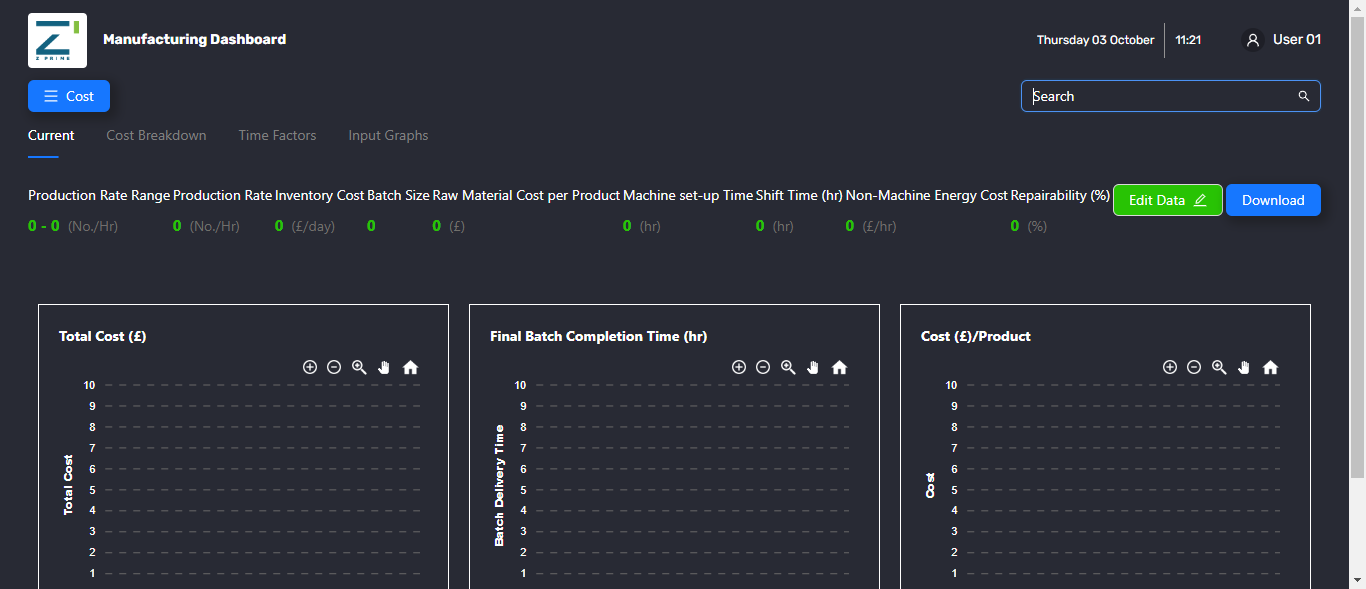 Z PRIME
Manufacturing Dashboard
Thursday 03 October
11:21
User 01
Cost
Search
Current
Cost Breakdown
Time Factors
Input Graphs
Production Rate Range Production Rate Inventory Cost Batch Size Raw Material Cost per Product Machine set-up Time Shift Time (hr) Non-Machine Energy Cost Repairability (%)
Edit Data
Download
0 - 0 (No./Hr) 0 (No./Hr) 0 (£/day) 0 0 (£) 0 (hr) 0 (hr) 0 (£/hr) 0 (%)
Total Cost (£)
10
9
8
7
6
5
4
3
2
1
Total Cost
Final Batch Completion Time (hr)
10
9
8
7
6
5
4
3
2
1
Batch Delivery Time
Cost (£)/Product
10
9
8
7
6
5
4
3
2
1
Cost